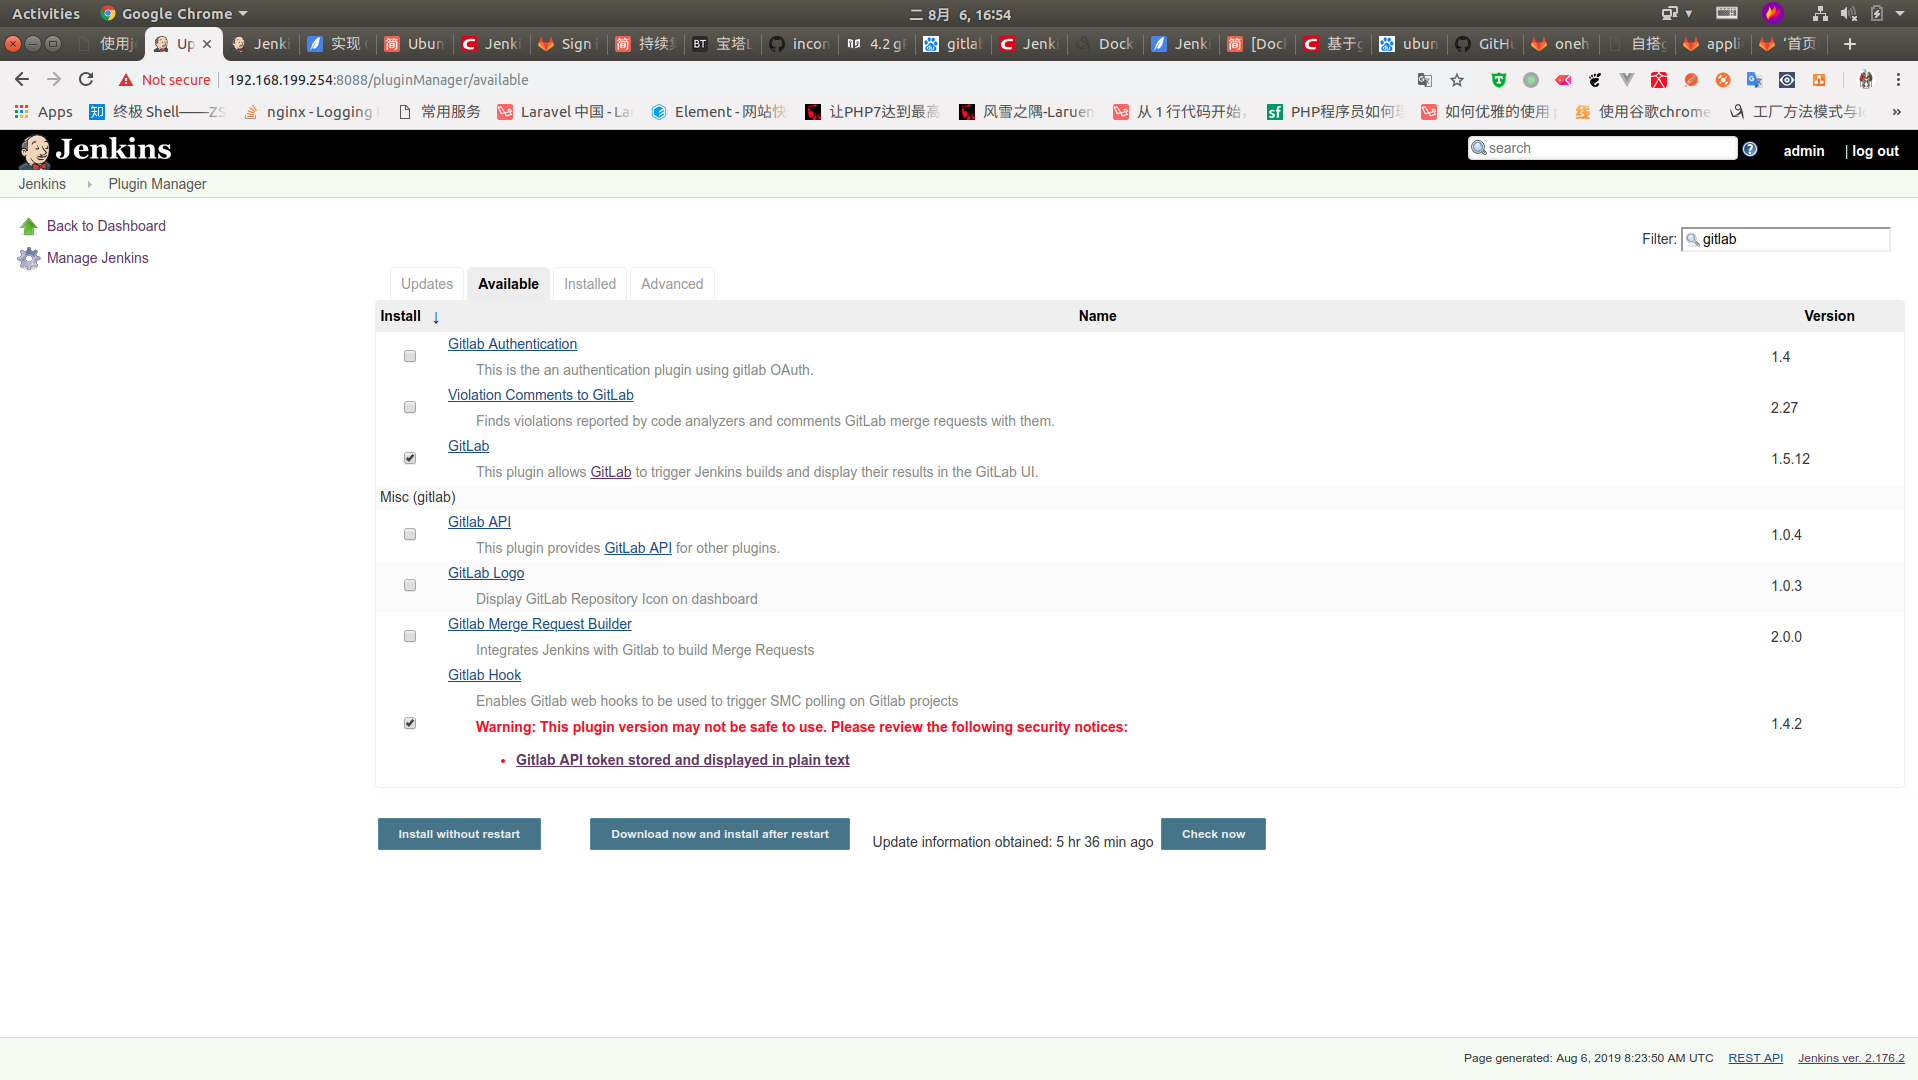 Activities
Google Chrome
二 8月 6, 16:54
使用j
Up
Jenki
实现
Ubun
Jenki
Sign i
持续集
BT 宝塔L
incon
4.2 gi
gitlab
Jenki
Dock
Jenk
[Doc
基于g
ubun
GitHu
oneh
自搭g
appli
‘首页
Not secure
192.168.199.254:8088/pluginManager/available
Apps
知 终极 Shell——ZS
nginx - Logging
常用服务
Laravel 中国 - La
Element - 网站快
让PHP7达到最高
风雪之隅-Laruen
从 1 行代码开始,
sf PHP程序员如何
如何优雅的使用 p
线 使用谷歌chrome
工厂方法模式与I
»
Jenkins
search
admin
| log out
Jenkins
Plugin Manager
Back to Dashboard
Manage Jenkins
Filter: gitlab
Updates
Available
Installed
Advanced
Install ↓
Name
Version
Gitlab Authentication
This is the an authentication plugin using gitlab OAuth.
1.4
Violation Comments to GitLab
Finds violations reported by code analyzers and comments GitLab merge requests with them.
2.27
GitLab
This plugin allows GitLab to trigger Jenkins builds and display their results in the GitLab UI.
1.5.12
Misc (gitlab)
Gitlab API
This plugin provides GitLab API for other plugins.
1.0.4
GitLab Logo
Display GitLab Repository Icon on dashboard
1.0.3
Gitlab Merge Request Builder
Integrates Jenkins with Gitlab to build Merge Requests
2.0.0
Gitlab Hook
Enables Gitlab web hooks to be used to trigger SMC polling on Gitlab projects
Warning: This plugin version may not be safe to use. Please review the following security notices:
• Gitlab API token stored and displayed in plain text
1.4.2
Install without restart
Download now and install after restart
Update information obtained: 5 hr 36 min ago
Check now
Page generated: Aug 6, 2019 8:23:50 AM UTC
REST API
Jenkins ver. 2.176.2